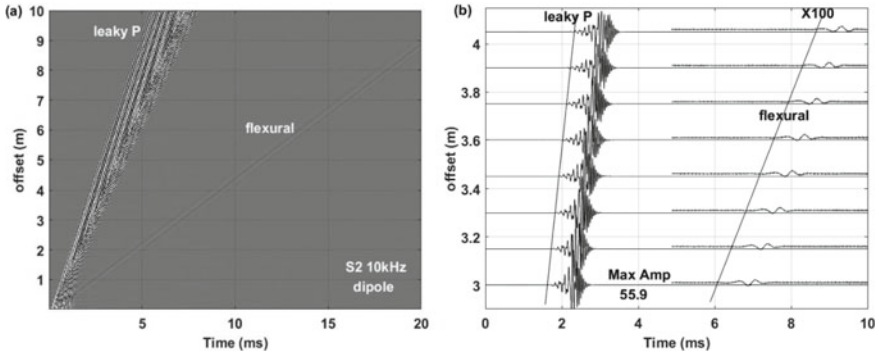 (a)
10
9
8
7
6
5
4
3
2
1
offset (m)
leaky P
flexural
S2 10kHz
dipole
5
10
15
20
Time (ms)
(b)
leaky P
X100
4
3.8
3.6
3.4
3.2
3
offset (m)
flexural
Max Amp
55.9
0
2
4
6
8
10
Time (ms)